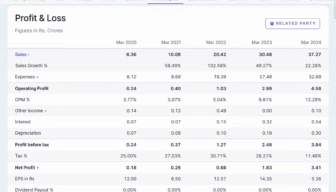 Profit & Loss
RELATED PARTY
Figures in Rs. Crores
Mar 2020 Mar 2021 Mar 2022 Mar 2023 Mar 2024
Sales 6.36 10.08 20.42 30.48 37.27
Sales Growth % 58.49% 102.58% 49.27% 22.28%
Expenses 6.12 9.68 19.39 27.48 32.69
Operating Profit 0.24 0.40 1.03 2.99 4.58
OPM % 3.77% 3.97% 5.04% 9.81% 12.29%
Other Income 0.14 0.12 0.49 0.00 0.10
Interest 0.07 0.07 0.15 0.32 0.54
Depreciation 0.07 0.08 0.10 0.19 0.30
Profit before tax 0.24 0.37 1.27 2.48 3.84
Tax % 25.00% 27.03% 30.71% 26.21% 11.46%
Net Profit 0.18 0.28 0.88 1.83 3.41
EPS in Rs 12.00 6.50 14.35 5.36
Dividend Payout % 0.00% 0.00% 0.00% 0.00% 0.00%